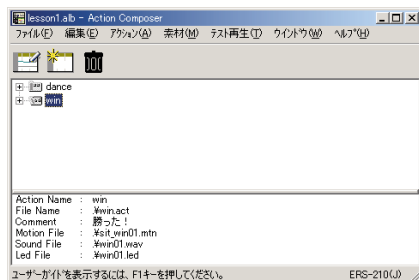 lesson1.alb - Action Composer
ファイル(F) 編集(E) アクション(A) 素材(M) テスト再生(T) ウインドウ(W) ヘルプ(H)
dance
win
Action Name : win
File Name : .¥win.act
Comment : 勝った！
Motion File : .¥sit_win01.mtn
Sound File : .¥win01.wav
Led File : .¥win01.led
ユーザーガイドを表示するには、F1キーを押してください。 ERS-210(J)